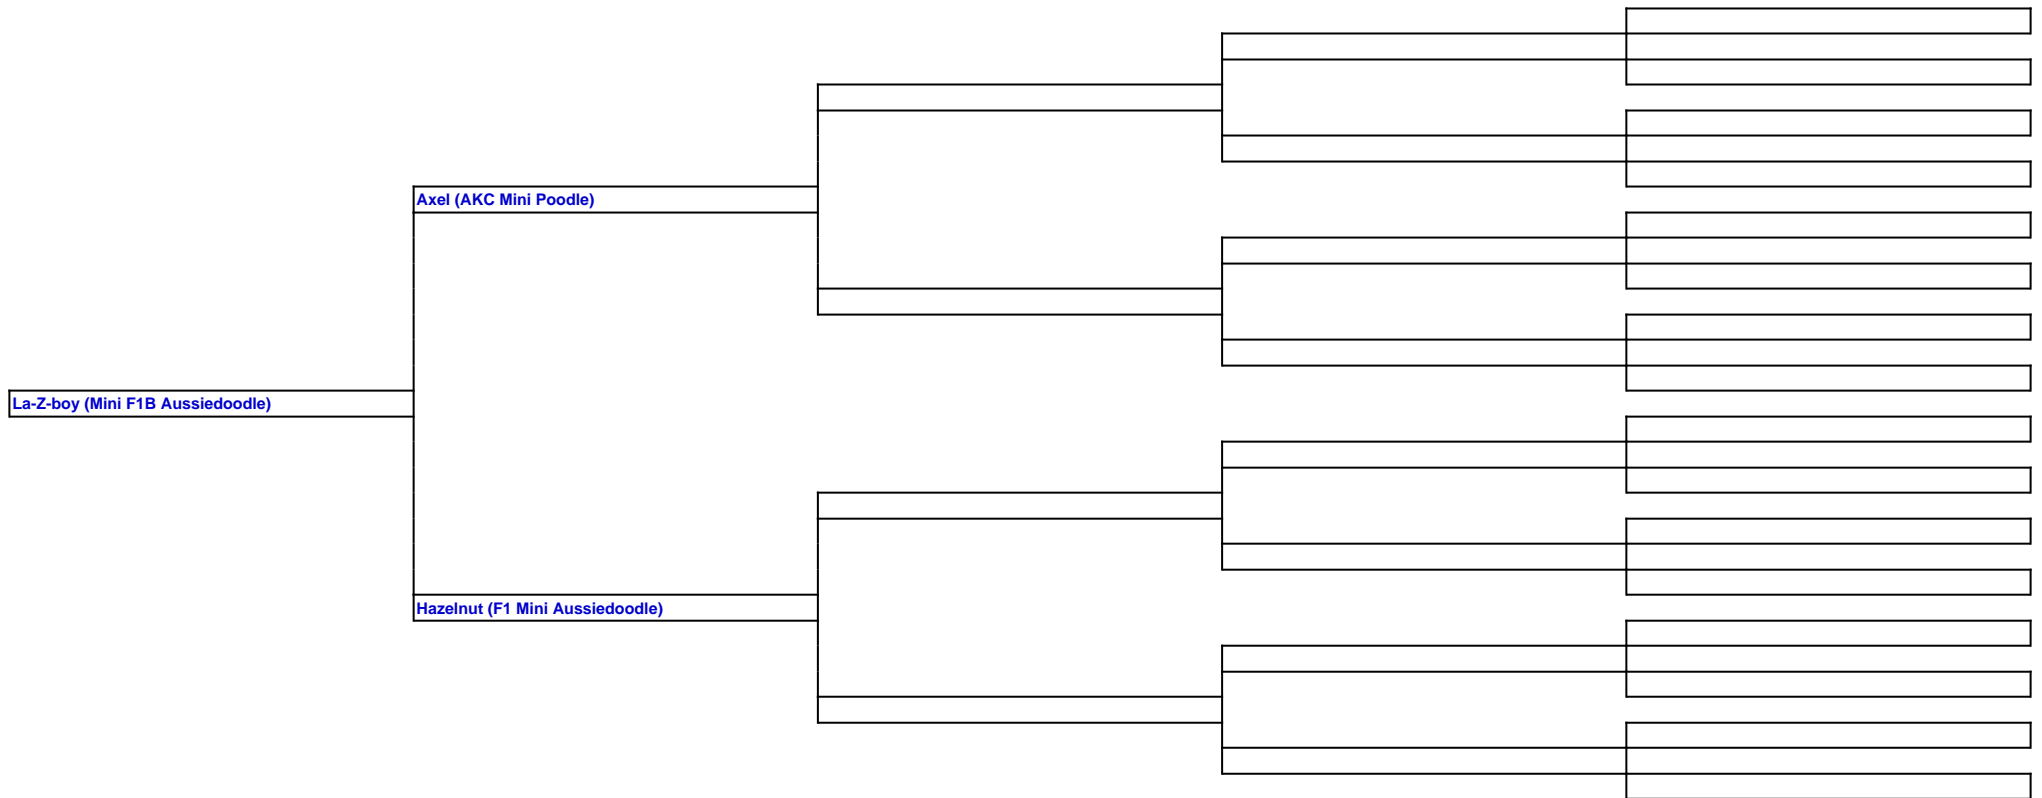 Axel (AKC Mini Poodle)
La-Z-boy (Mini F1B Aussiedoodle)
Hazelnut (F1 Mini Aussiedoodle)